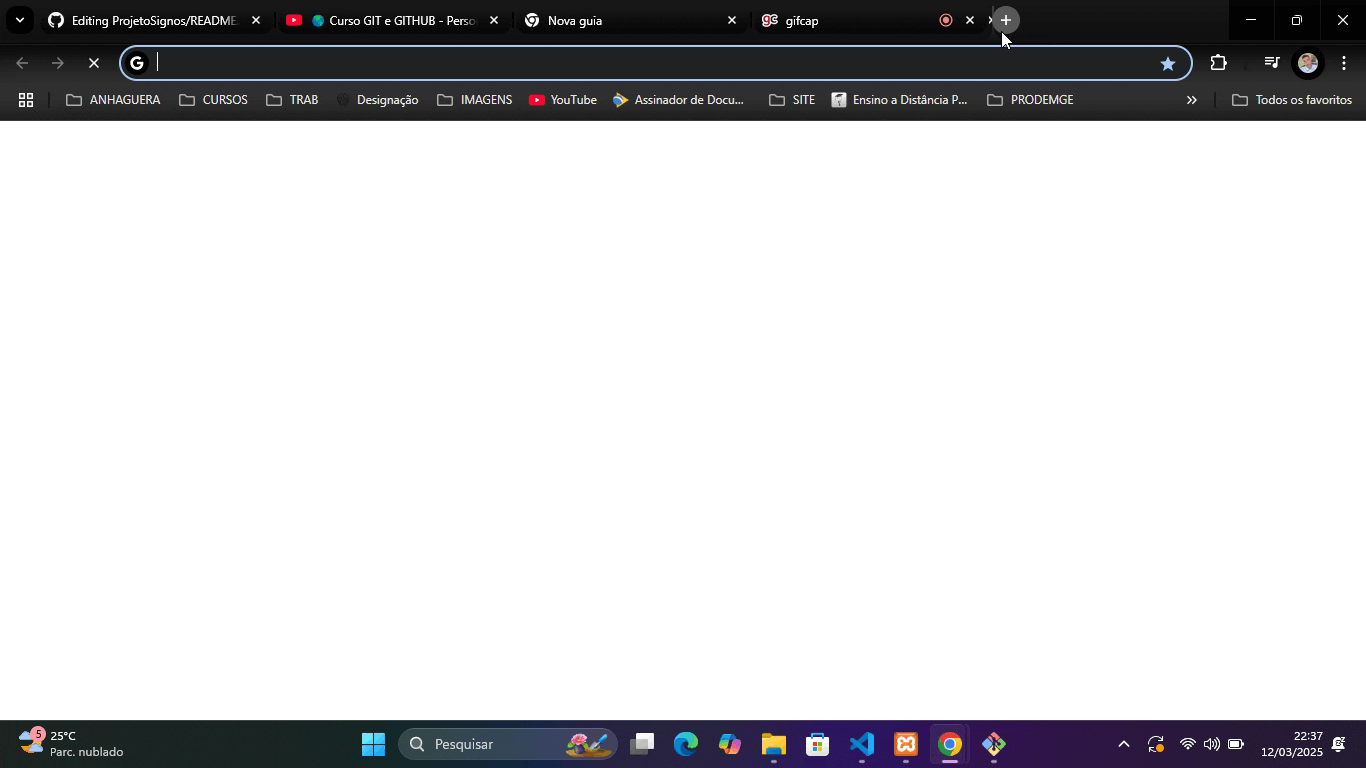 Editing ProjetoSignos/README.
Curso GIT e GITHUB - Perso
Nova guia
gifcap
ANHAGUERA
CURSOS
TRAB
Designação
IMAGENS
YouTube
Assinador de Docu...
SITE
Ensino a Distância P...
PRODEMGE
Todos os favoritos
5
25°C
Parc. nublado
Pesquisar
22:37
12/03/2025